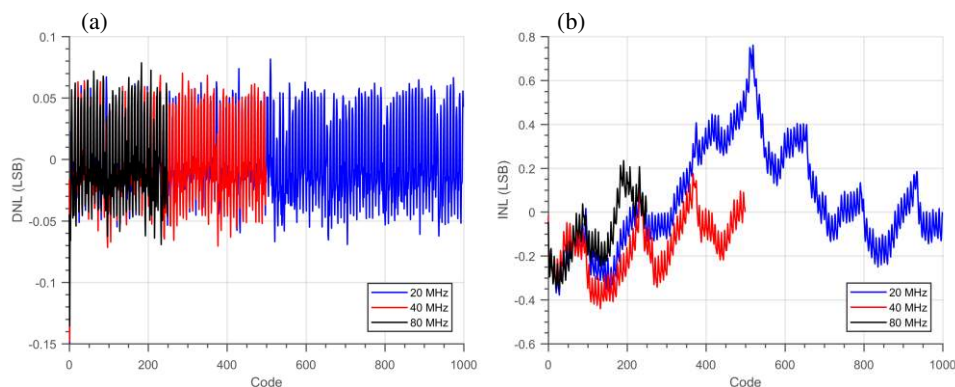 (a)
DNL (LSB)
0.1
0.05
0
-0.05
-0.1
-0.15
0
200
400
600
800
1000
Code
20 MHz
40 MHz
80 MHz
(b)
INL (LSB)
0.8
0.6
0.4
0.2
0
-0.2
-0.4
-0.6
0
200
400
600
800
1000
Code
20 MHz
40 MHz
80 MHz